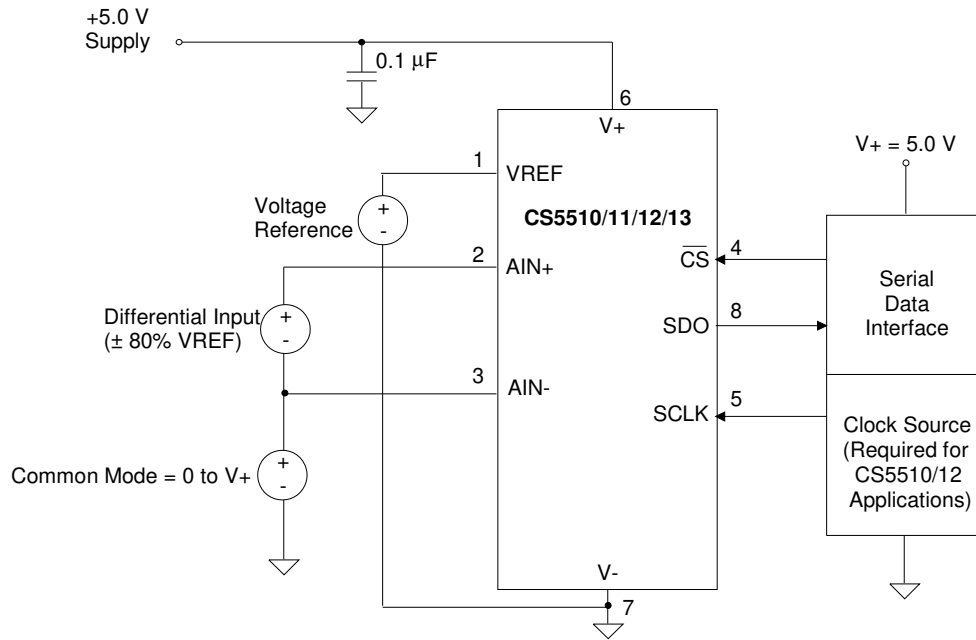 +5.0 V
Supply
0.1 μF
6
V+
1
VREF
V+ = 5.0 V
Voltage
Reference
+
-
CS5510/11/12/13
2
AIN+
CS
4
Serial
Data
Interface
Differential Input
(± 80% VREF)
+
-
SDO
8
3
AIN-
SCLK
5
Clock Source
(Required for
CS5510/12
Applications)
Common Mode = 0 to V+
+
-
V-
7